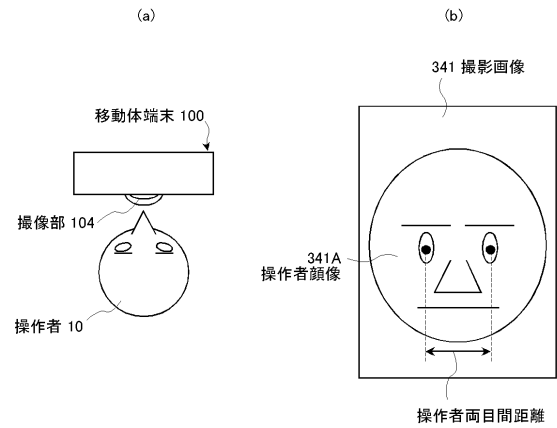 (a)
(b)
341 撮影画像
移動体端末 100
撮像部 104
341A
操作者顔像
操作者 10
操作者両目間距離